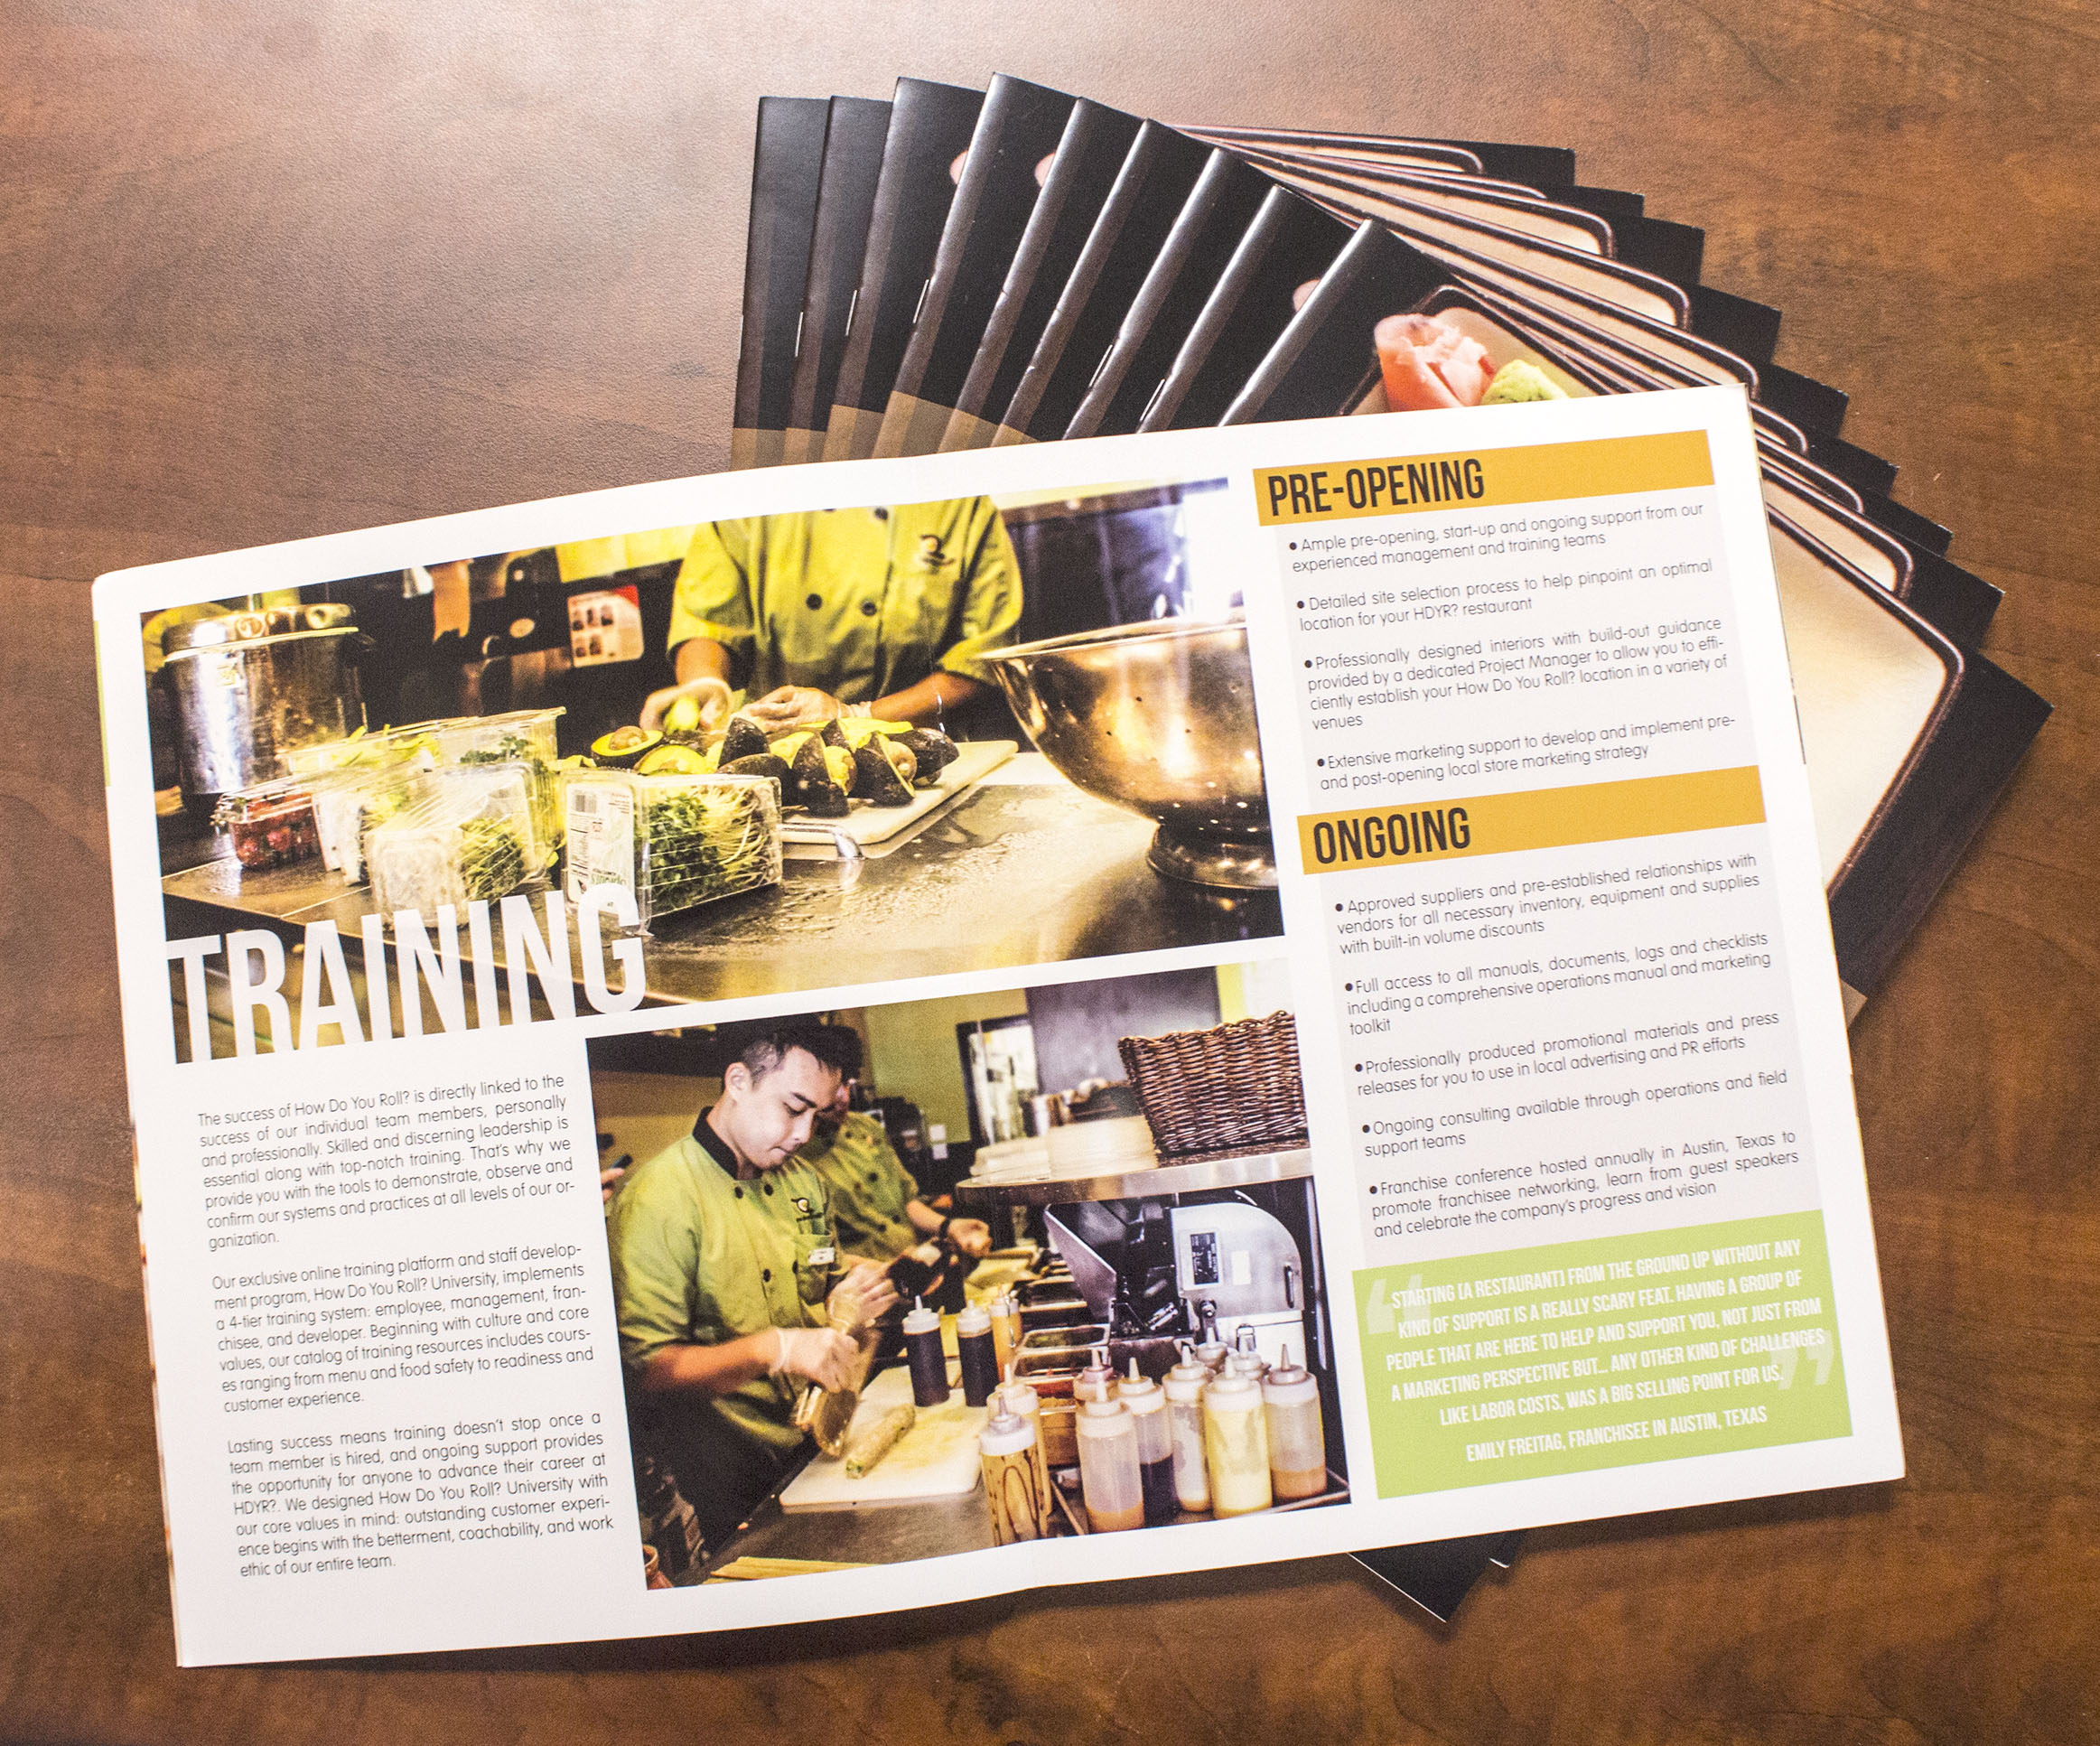 TRAINING
The success of How Do You Roll? is directly linked to the
success of our individual team members, personally
and professionally. Skilled and discerning leadership is
essential along with top-notch training. That's why we
provide you with the tools to demonstrate, observe and
confirm our systems and practices at all levels of our or-
ganization.
Our exclusive online training platform and staff develop-
ment program, How Do You Roll? University, implements
a 4-tier training system: employee, management, fran-
chisee, and developer. Beginning with culture and core
values, our catalog of training resources includes cours-
es ranging from menu and food safety to readiness and
customer experience.
Lasting success means training doesn't stop once a
team member is hired, and ongoing support provides
the opportunity for anyone to advance their career at
HDYR?. We designed How Do You Roll? University with
our core values in mind: outstanding customer experi-
ence begins with the betterment, coachability, and work
ethic of our entire team.
PRE-OPENING
• Ample pre-opening, start-up and ongoing support from our
experienced management and training teams
• Detailed site selection process to help pinpoint an optimal
location for your HDYR? restaurant
• Professionally designed interiors with build-out guidance
provided by a dedicated Project Manager to allow you to effi-
ciently establish your How Do You Roll? location in a variety of
venues
• Extensive marketing support to develop and implement pre-
and post-opening local store marketing strategy
ONGOING
• Approved suppliers and pre-established relationships with
vendors for all necessary inventory, equipment and supplies
with built-in volume discounts
• Full access to all manuals, documents, logs and checklists
including a comprehensive operations manual and marketing
toolkit
• Professionally produced promotional materials and press
releases for you to use in local advertising and PR efforts
• Ongoing consulting available through operations and field
support teams
• Franchise conference hosted annually in Austin, Texas to
promote franchisee networking, learn from guest speakers
and celebrate the company's progress and vision
“STARTING [A RESTAURANT] FROM THE GROUND UP WITHOUT ANY
KIND OF SUPPORT IS A REALLY SCARY FEAT. HAVING A GROUP OF
PEOPLE THAT ARE HERE TO HELP AND SUPPORT YOU, NOT JUST FROM
A MARKETING PERSPECTIVE BUT... ANY OTHER KIND OF CHALLENGES
LIKE LABOR COSTS, WAS A BIG SELLING POINT FOR US.”
EMILY FREITAG, FRANCHISEE IN AUSTIN, TEXAS